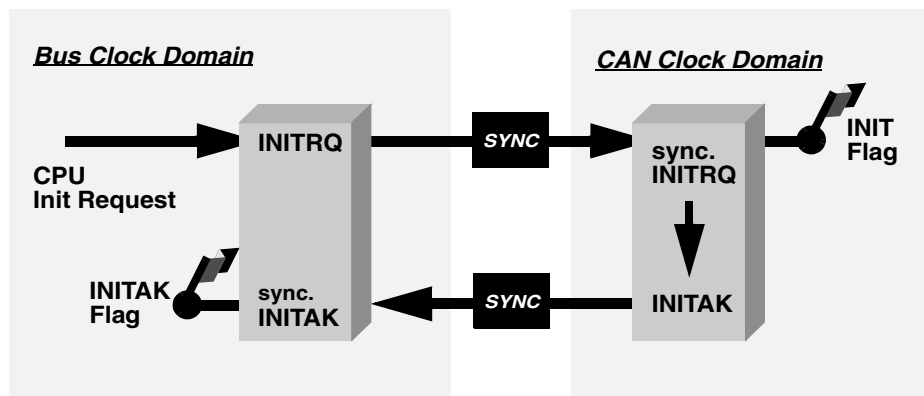 Bus Clock Domain
CAN Clock Domain
CPU
Init Request
INITRQ
SYNC
sync.
INITRQ
INIT
Flag
INITAK
Flag
sync.
INITAK
SYNC
INITAK